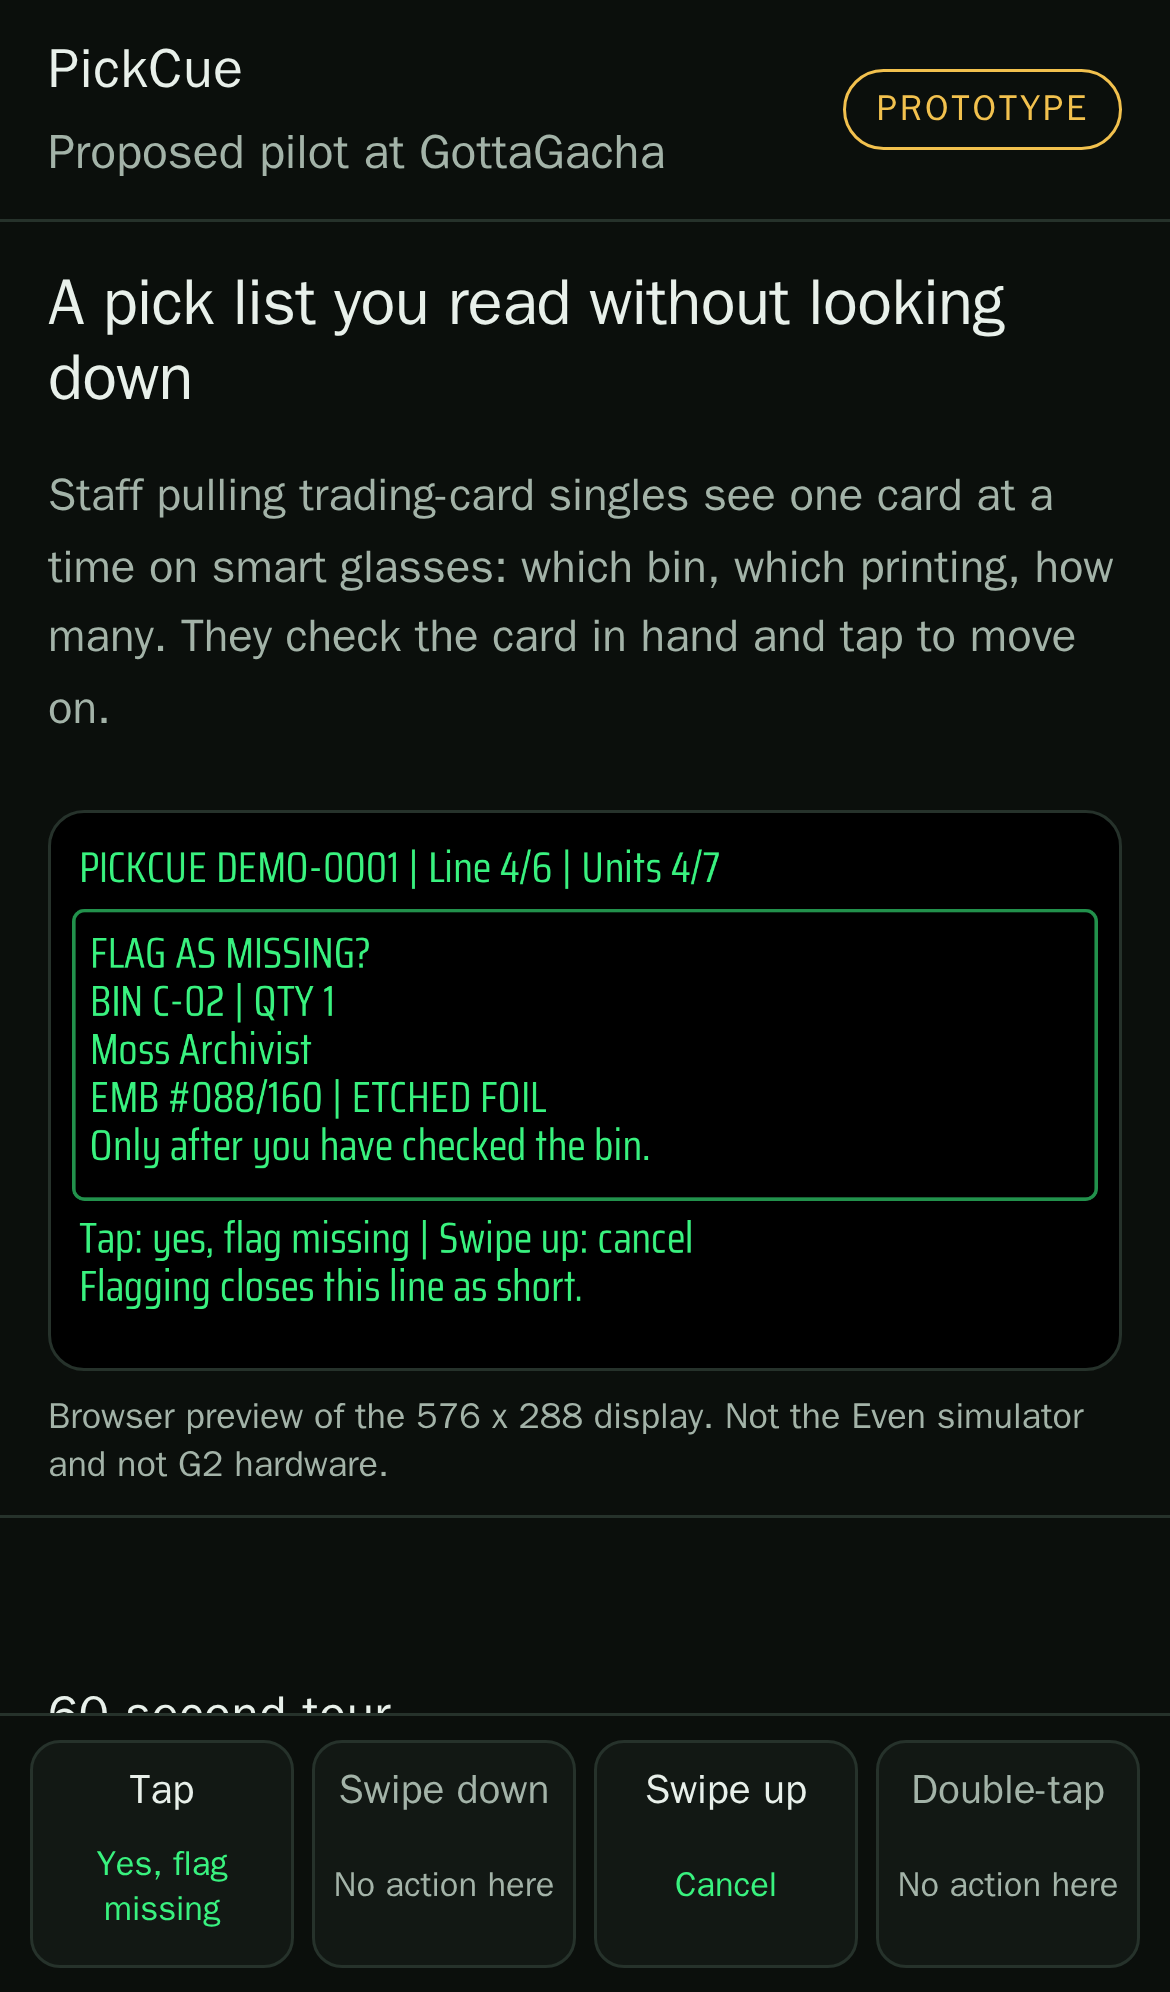 PickCue
Proposed pilot at GottaGacha
PROTOTYPE
A pick list you read without looking
down
Staff pulling trading-card singles see one card at a
time on smart glasses: which bin, which printing, how
many. They check the card in hand and tap to move
on.
PICKCUE DEMO-0001 | Line 4/6 | Units 4/7
FLAG AS MISSING?
BIN C-02 | QTY 1
Moss Archivist
EMB #088/160 | ETCHED FOIL
Only after you have checked the bin.
Tap: yes, flag missing | Swipe up: cancel
Flagging closes this line as short.
Browser preview of the 576 x 288 display. Not the Even simulator
and not G2 hardware.
60 second tour
Tap
Yes, flag
missing
Swipe down
No action here
Swipe up
Cancel
Double-tap
No action here